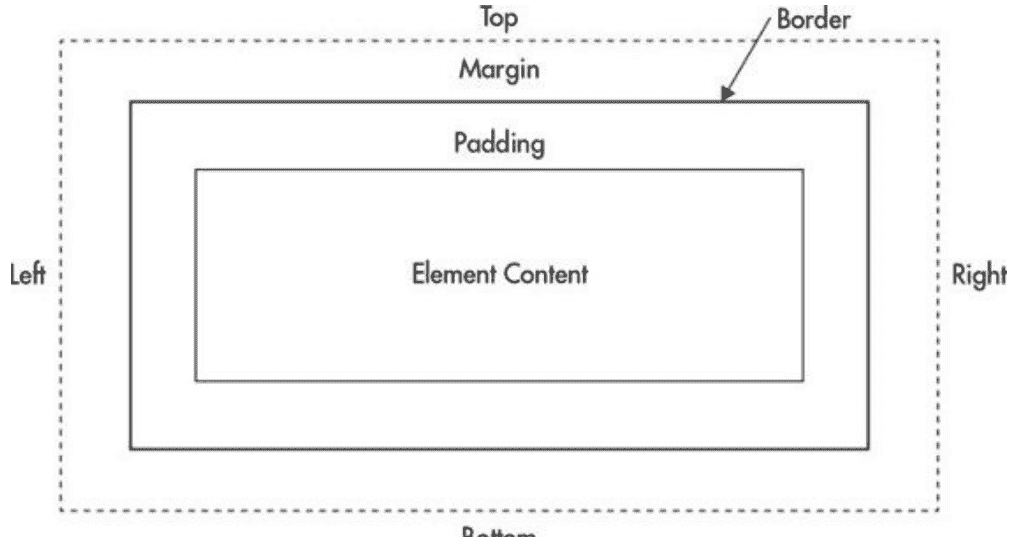 Top
Border
Margin
Padding
Left
Element Content
Right
Bottom